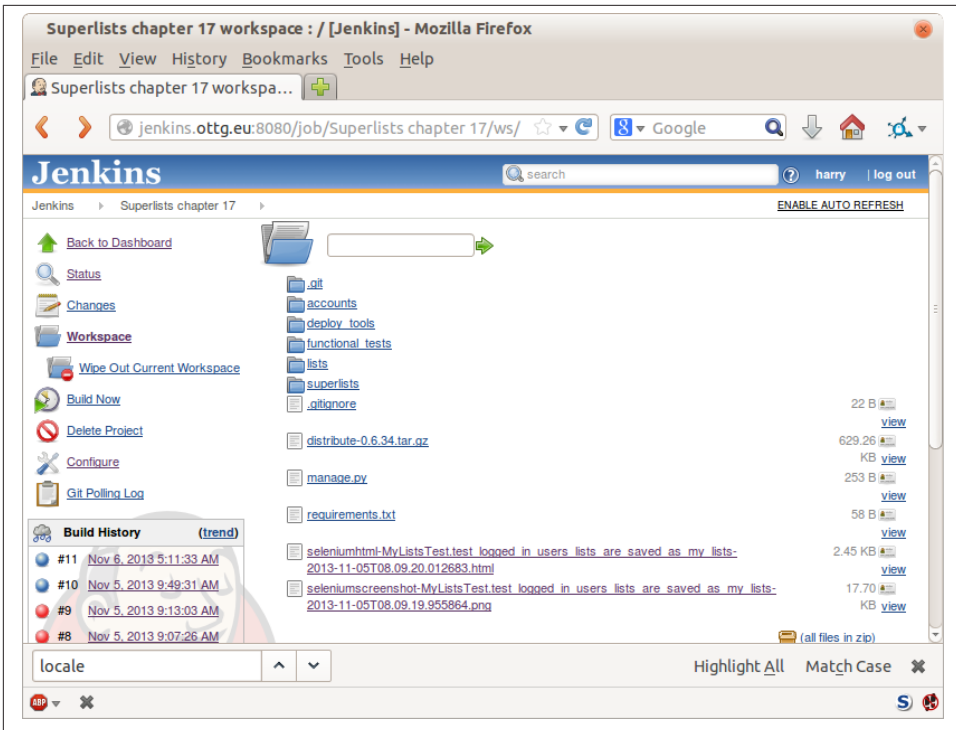 Superlists chapter 17 workspace : / [Jenkins] - Mozilla Firefox
File Edit View History Bookmarks Tools Help
Superlists chapter 17 workspa...
jenkins.ottg.eu:8080/job/Superlists chapter 17/ws/
Google
Jenkins
search
harry
| log out
Jenkins
Superlists chapter 17
ENABLE AUTO REFRESH
Back to Dashboard
Status
Changes
Workspace
Wipe Out Current Workspace
Build Now
Delete Project
Configure
Git Polling Log
Build History (trend)
#11 Nov 6, 2013 5:11:33 AM
#10 Nov 5, 2013 9:49:31 AM
#9 Nov 5, 2013 9:13:03 AM
#8 Nov 5, 2013 9:07:26 AM
.git
accounts
deploy_tools
functional_tests
lists
superlists
.gitignore 22 B
view
distribute-0.6.34.tar.gz 629.26
KB view
manage.py 253 B
view
requirements.txt 58 B
view
seleniumhtml-MyListsTest.test_logged_in_users_lists_are_saved_as_my_lists- 2.45 KB
2013-11-05T08.09.20.012683.html view
seleniumscreenshot-MyListsTest.test_logged_in_users_lists_are_saved_as_my_lists- 17.70
2013-11-05T08.09.19.955864.png KB view
(all files in zip)
locale
Highlight All Match Case
ABP
S